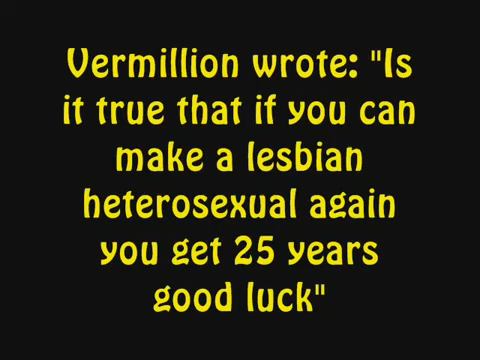 Vermillion wrote: "Is
it true that if you can
make a lesbian
heterosexual again
you get 25 years
good luck"